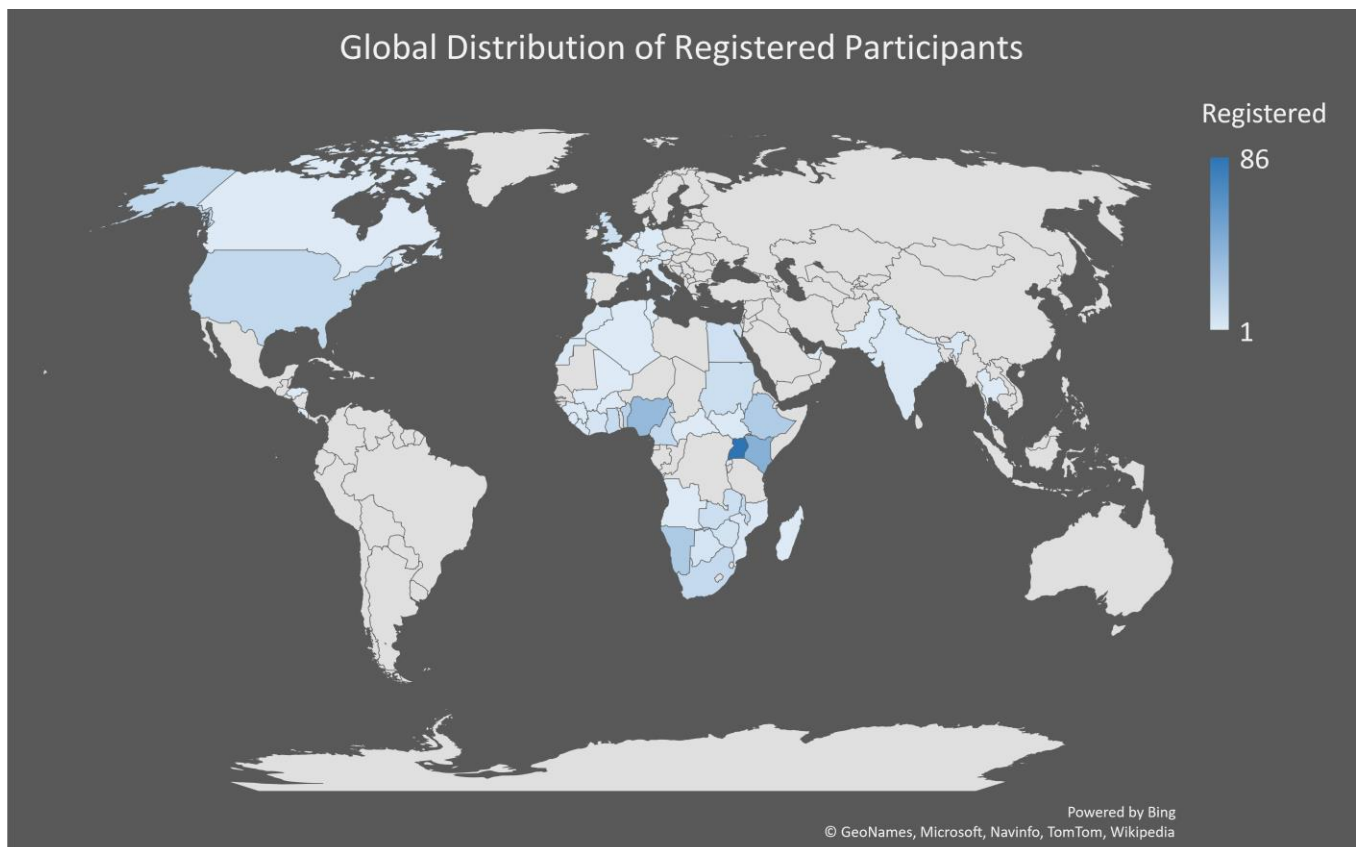 Global Distribution of Registered Participants
Registered
86
1
Powered by Bing
© GeoNames, Microsoft, Navinfo, TomTom, Wikipedia